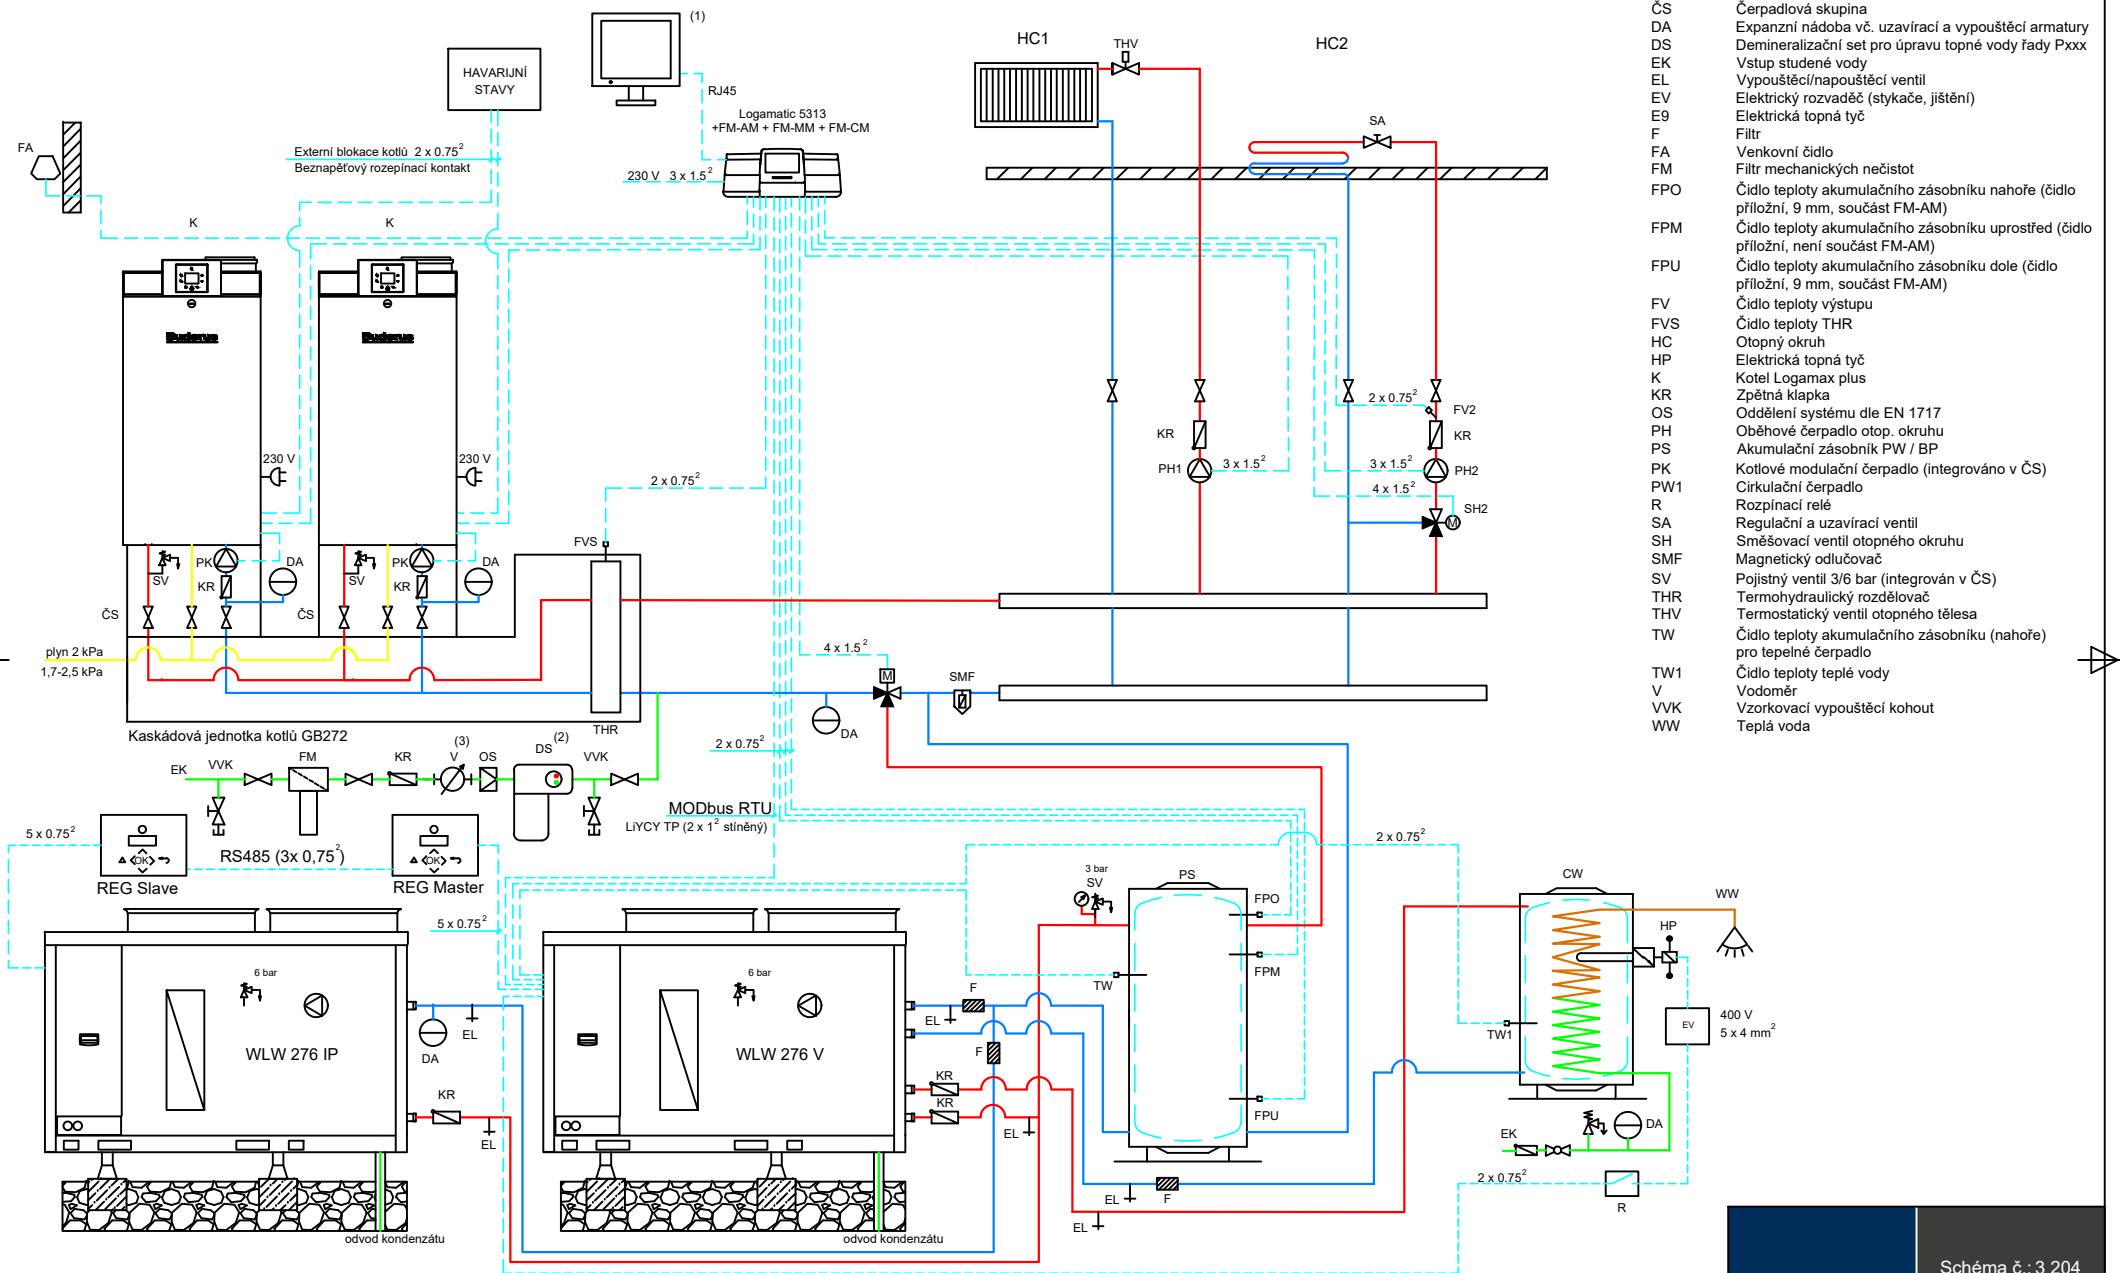 (1)
HC1
THV
HC2
HAVARIJNÍ
STAVY
RJ45
Logamatic 5313
+FM-AM + FM-MM + FM-CM
SA
FA
Externí blokace kotlů 2 x 0.75²
Beznapěťový rozepínací kontakt
230 V 3 x 1.5²
K
K
Buderus
Buderus
2 x 0.75²
FV2
KR
KR
230 V
230 V
PH1
3 x 1.5²
3 x 1.5²
PH2
2 x 0.75²
4 x 1.5²
SH2
M
FVS
PK
DA
PK
DA
SV
KR
SV
KR
ČS
ČS
plyn 2 kPa
1,7-2,5 kPa
4 x 1.5²
M
SMF
THR
DA
Kaskádová jednotka kotlů GB272
2 x 0.75²
EK
VVK
FM
KR
(3)
V
OS
DS
(2)
VVK
MODbus RTU
LiYCY TP (2 x 1² stíněný)
5 x 0.75²
OK
RS485 (3x 0,75²)
OK
REG Slave
REG Master
2 x 0.75²
3 bar
SV
PS
CW
WW
FPO
HP
5 x 0.75²
FPM
TW
6 bar
6 bar
F
EL
TW1
EV
400 V
5 x 4 mm²
DA
EL
WLW 276 IP
WLW 276 V
F
KR
KR
KR
EL
EL
FPU
EK
DA
EL
F
2 x 0.75²
R
EL
odvod kondenzátu
odvod kondenzátu
ČS Čerpadlová skupina
DA Expanzní nádoba vč. uzavírací a vypouštěcí armatury
DS Demineralizační set pro úpravu topné vody řady Pxxx
EK Vstup studené vody
EL Vypouštěcí/napouštěcí ventil
EV Elektrický rozvaděč (stykače, jištění)
E9 Elektrická topná tyč
F Filtr
FA Venkovní čidlo
FM Filtr mechanických nečistot
FPO Čidlo teploty akumulačního zásobníku nahoře (čidlo
příložní, 9 mm, součást FM-AM)
FPM Čidlo teploty akumulačního zásobníku uprostřed (čidlo
příložní, není součást FM-AM)
FPU Čidlo teploty akumulačního zásobníku dole (čidlo
příložní, 9 mm, součást FM-AM)
FV Čidlo teploty výstupu
FVS Čidlo teploty THR
HC Otopný okruh
HP Elektrická topná tyč
K Kotel Logamax plus
KR Zpětná klapka
OS Oddělení systému dle EN 1717
PH Oběhové čerpadlo otop. okruhu
PS Akumulační zásobník PW / BP
PK Kotlové modulační čerpadlo (integrováno v ČS)
PW1 Cirkulační čerpadlo
R Rozpínací relé
SA Regulační a uzavírací ventil
SH Směšovací ventil otopného okruhu
SMF Magnetický odlučovač
SV Pojistný ventil 3/6 bar (integrován v ČS)
THR Termohydraulický rozdělovač
THV Termostatický ventil otopného tělesa
TW Čidlo teploty akumulačního zásobníku (nahoře)
pro tepelné čerpadlo
TW1 Čidlo teploty teplé vody
V Vodoměr
VVK Vzorkovací vypouštěcí kohout
WW Teplá voda
Schéma č.: 3 204